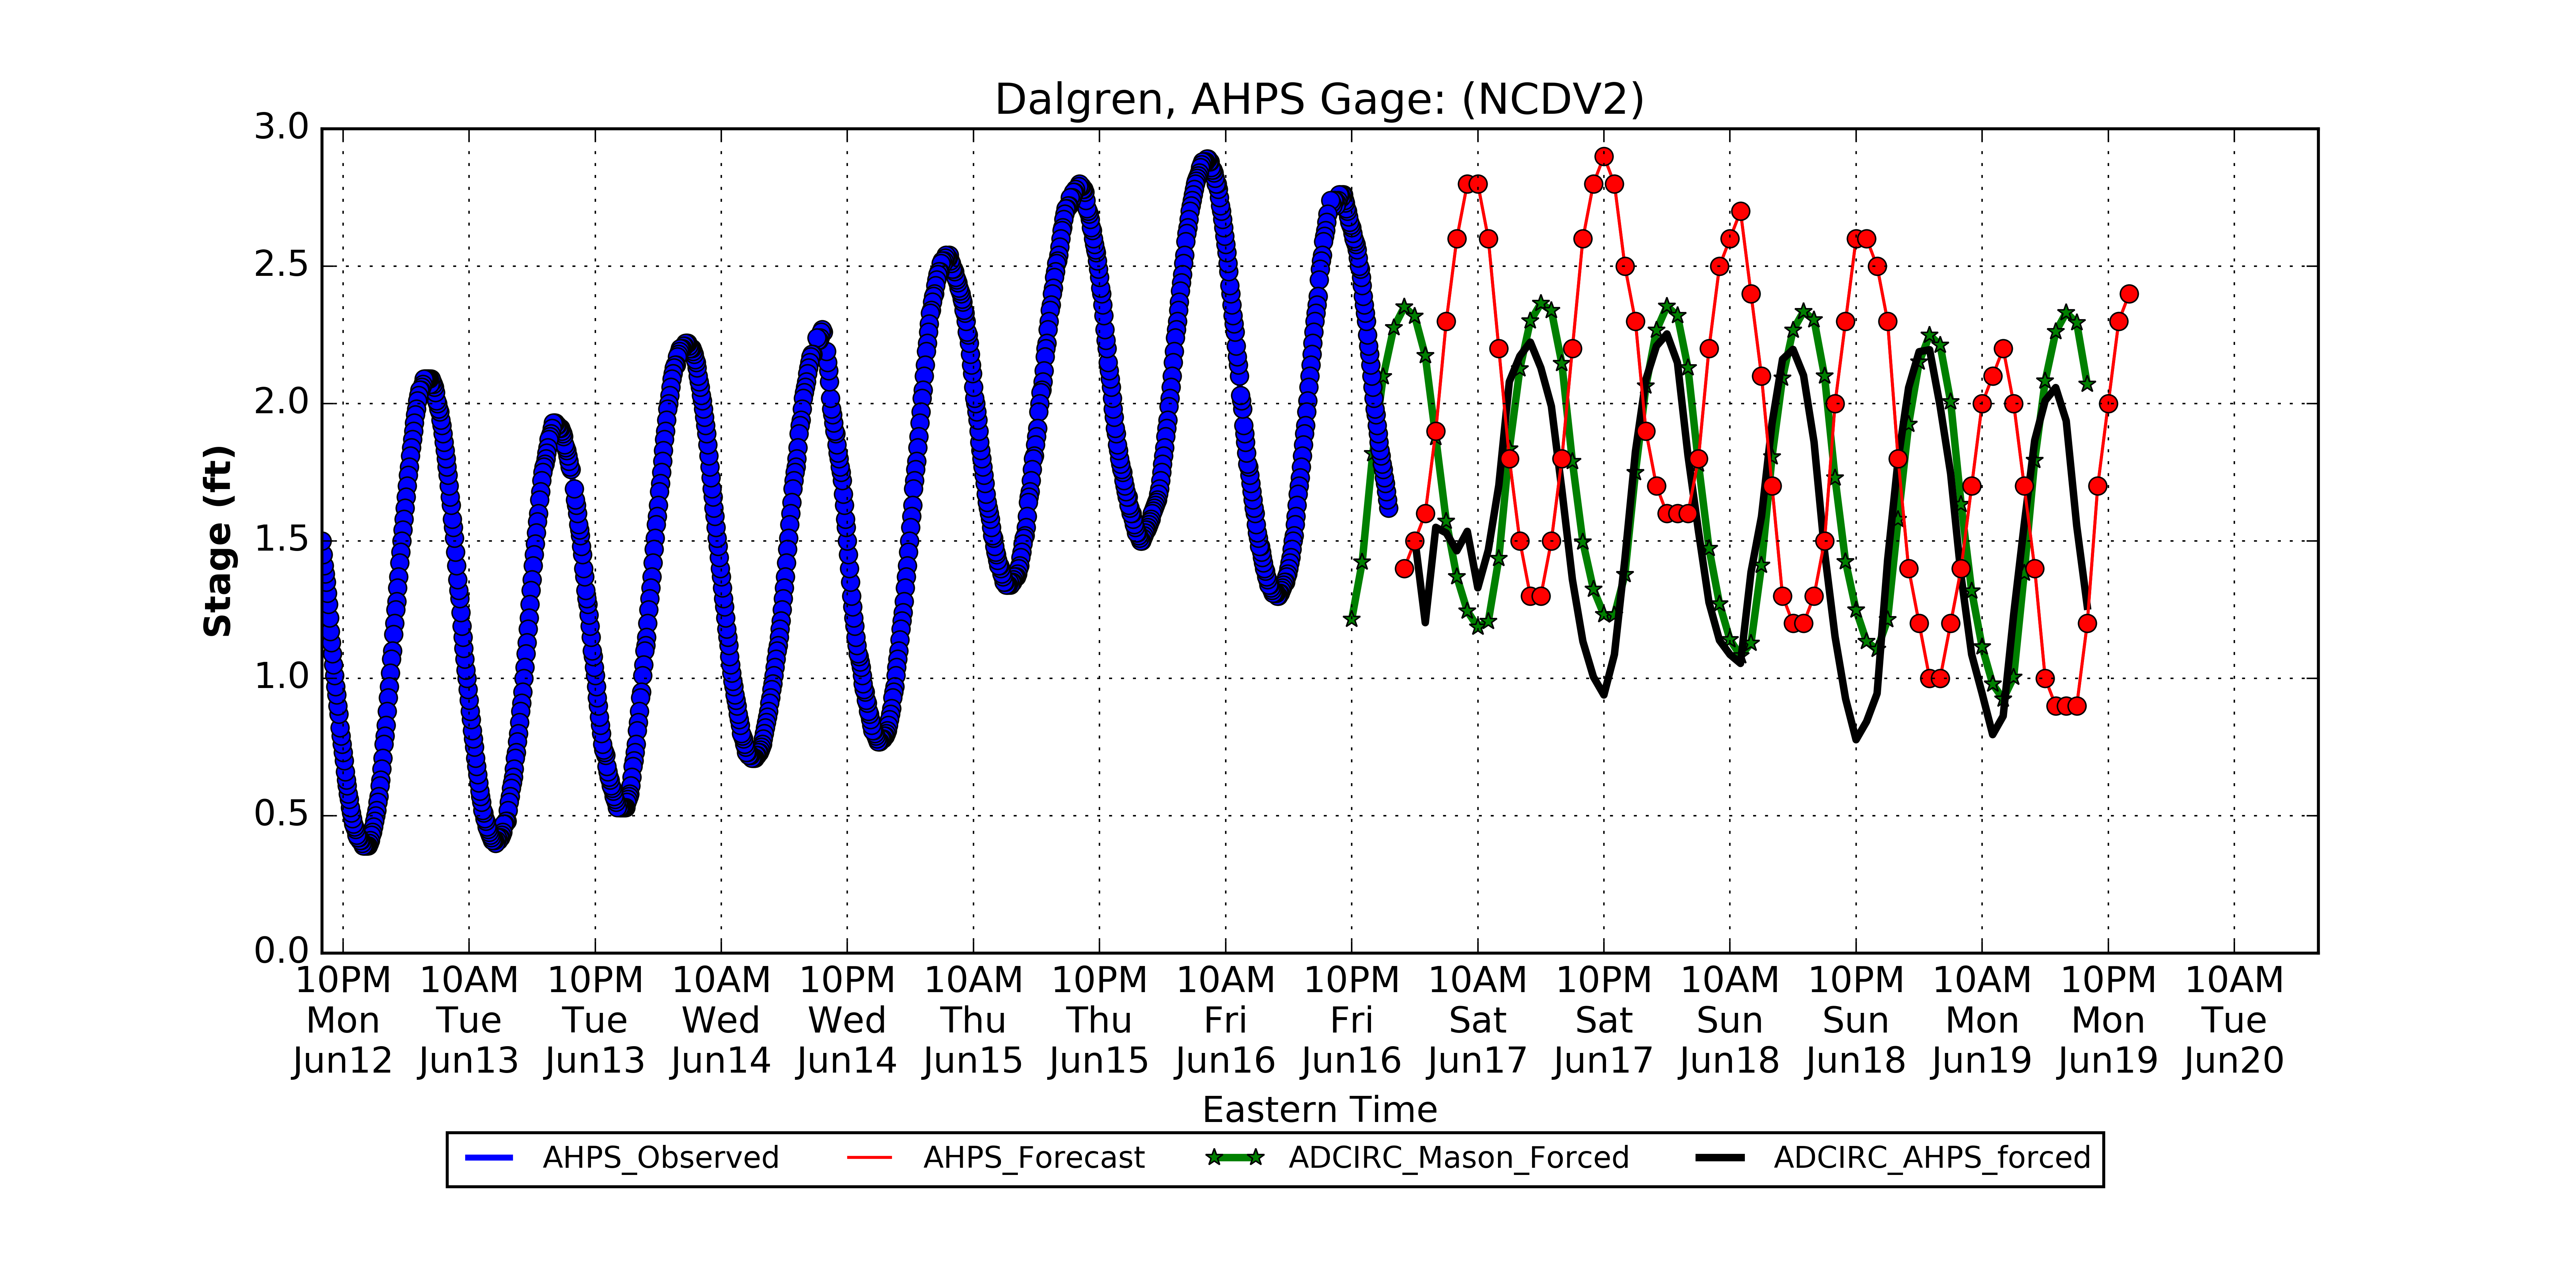 Dalgren, AHPS Gage: (NCDV2)
3.0
2.5
2.0
1.5
1.0
0.5
0.0
Stage (ft)
10PM 10AM 10PM 10AM 10PM 10AM 10PM 10AM 10PM 10AM 10PM 10AM 10PM 10AM 10PM 10AM
Mon Tue Tue Wed Wed Thu Thu Fri Fri Sat Sat Sun Sun Mon Mon Tue
Jun12 Jun13 Jun13 Jun14 Jun14 Jun15 Jun15 Jun16 Jun16 Jun17 Jun17 Jun18 Jun18 Jun19 Jun19 Jun20
Eastern Time
AHPS_Observed AHPS_Forecast ADCIRC_Mason_Forced ADCIRC_AHPS_forced